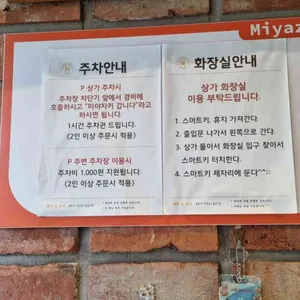 Miyaz
주차안내
P 상가 주차시
주차장 차단기 앞에서 경비에
호출하시고 "미야자키 갑니다"라고
하시면 됩니다.
1시간 주차권 드립니다.
(2인 이상 주문시 적용)
P 주변 주차장 이용시
주차비 1,000원 지원됩니다.
(2인 이상 주문시 적용)
화장실안내
상가 화장실
이용 부탁드립니다.
1. 스마트키, 휴지 가져간다.
2. 출입문 나가서 왼쪽으로 간다.
3. 상가 돌아서 화장실 입구 찾아서
스마트키 터치한다.
4. 스마트키 제자리에 둔다^^;;